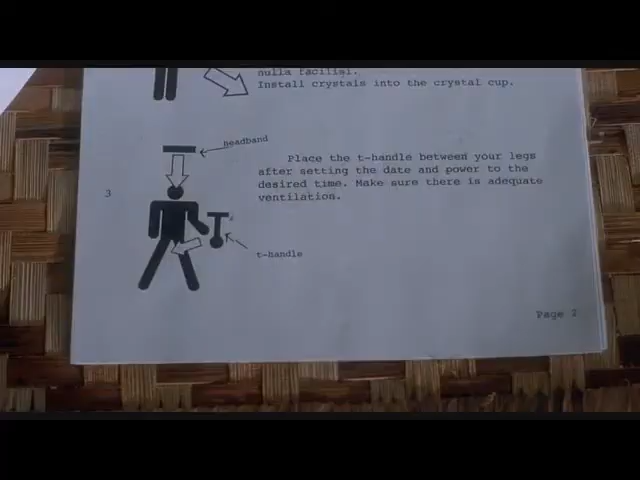 nulla facilisi.
Install crystals into the crystal cup.
headband
3
Place the t-handle between your legs
after setting the date and power to the
desired time. Make sure there is adequate
ventilation.
t-handle
Page 2